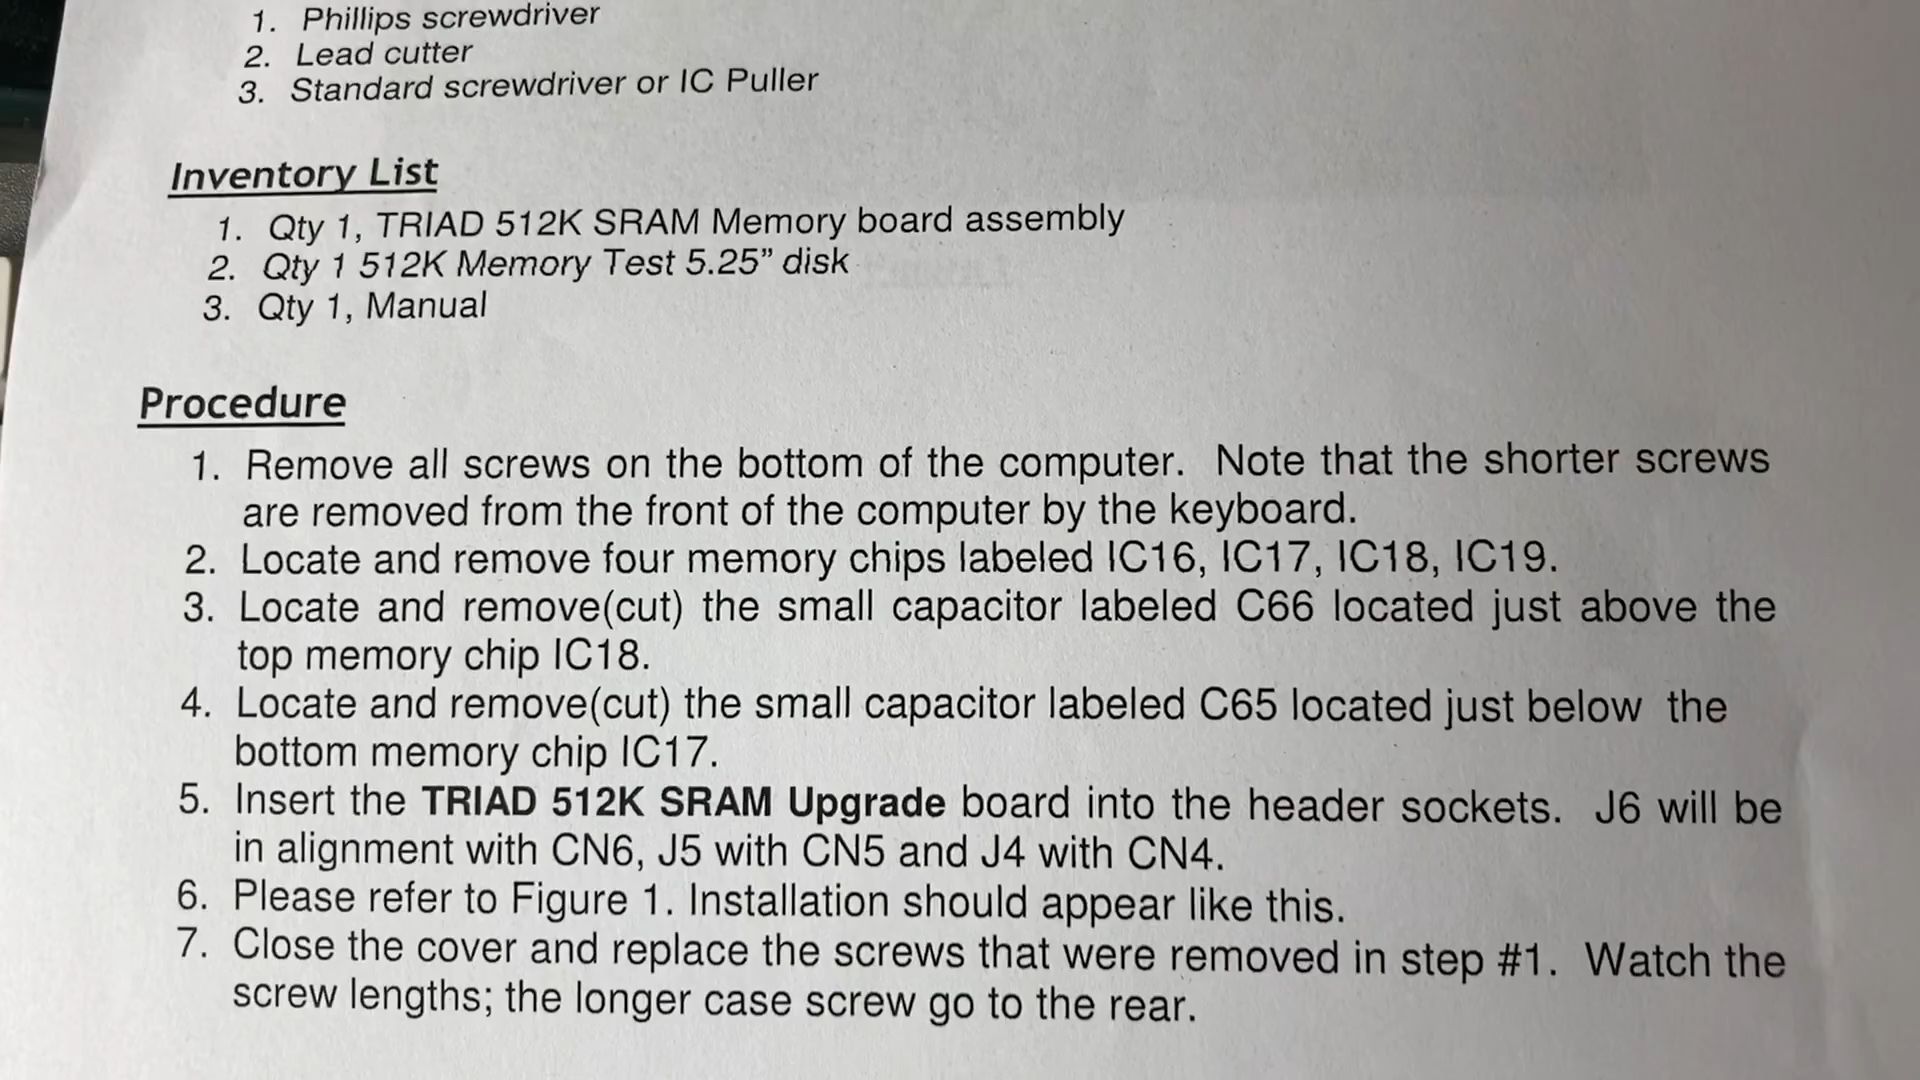 1. Phillips screwdriver
2. Lead cutter
3. Standard screwdriver or IC Puller
Inventory List
1. Qty 1, TRIAD 512K SRAM Memory board assembly
2. Qty 1 512K Memory Test 5.25” disk
3. Qty 1, Manual
Procedure
1. Remove all screws on the bottom of the computer. Note that the shorter screws
are removed from the front of the computer by the keyboard.
2. Locate and remove four memory chips labeled IC16, IC17, IC18, IC19.
3. Locate and remove(cut) the small capacitor labeled C66 located just above the
top memory chip IC18.
4. Locate and remove(cut) the small capacitor labeled C65 located just below the
bottom memory chip IC17.
5. Insert the TRIAD 512K SRAM Upgrade board into the header sockets. J6 will be
in alignment with CN6, J5 with CN5 and J4 with CN4.
6. Please refer to Figure 1. Installation should appear like this.
7. Close the cover and replace the screws that were removed in step #1. Watch the
screw lengths; the longer case screw go to the rear.